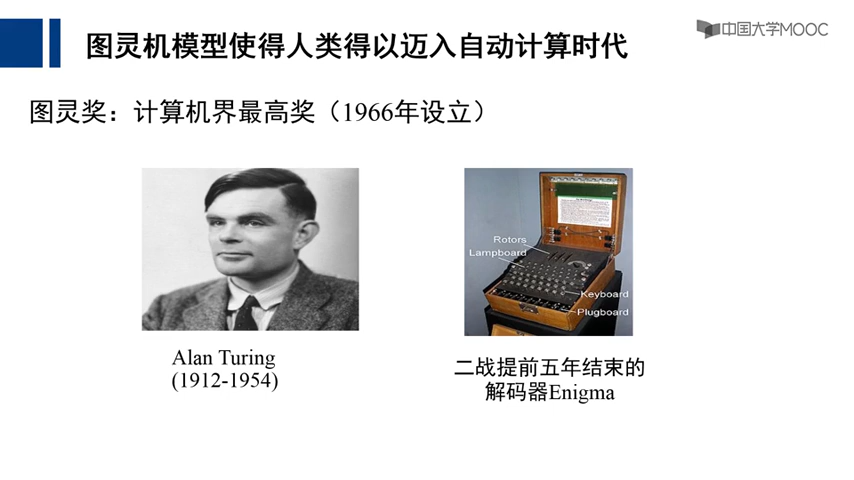 图灵机模型使得人类得以迈入自动计算时代
中国大学MOOC
图灵奖：计算机界最高奖（1966年设立）
Rotors
Lampboard
Keyboard
Plugboard
Alan Turing
(1912-1954)
二战提前五年结束的
解码器Enigma